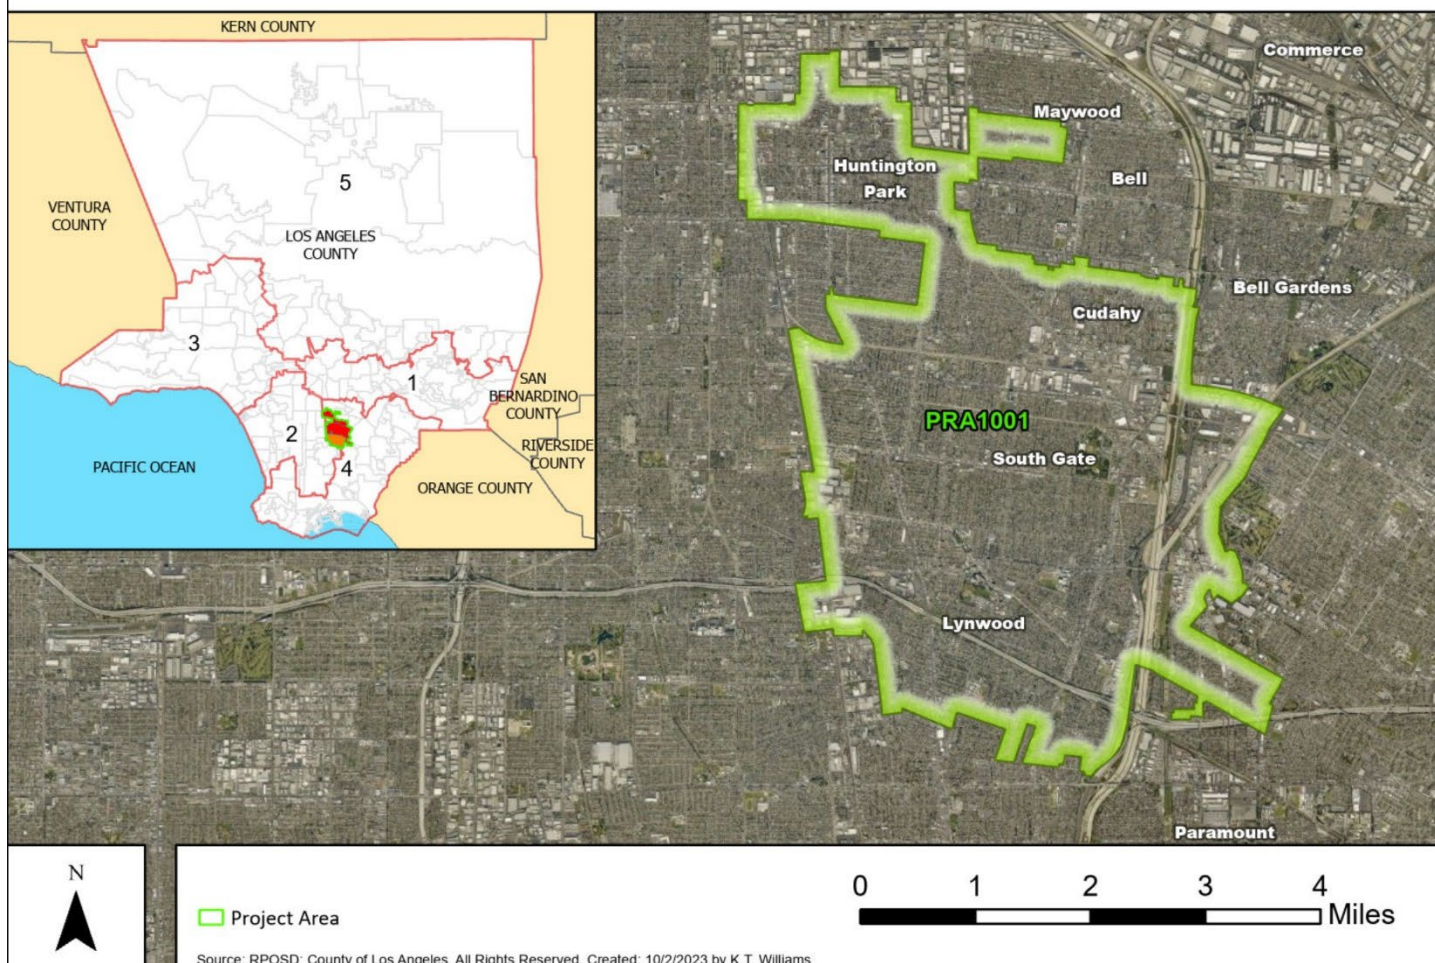 KERN COUNTY
5
VENTURA
COUNTY
LOS ANGELES
COUNTY
3
1
SAN
BERNARDINO
COUNTY
2
RIVERSIDE
COUNTY
4
PACIFIC OCEAN
ORANGE COUNTY
Commerce
Maywood
Huntington
Park
Bell
Bell Gardens
Cudahy
PRA1001
South Gate
Lynwood
Paramount
N
Project Area
0 1 2 3 4
Miles
Source: RPOSD; County of Los Angeles, All Rights Reserved, Created: 10/2/2023 by K.T. Williams